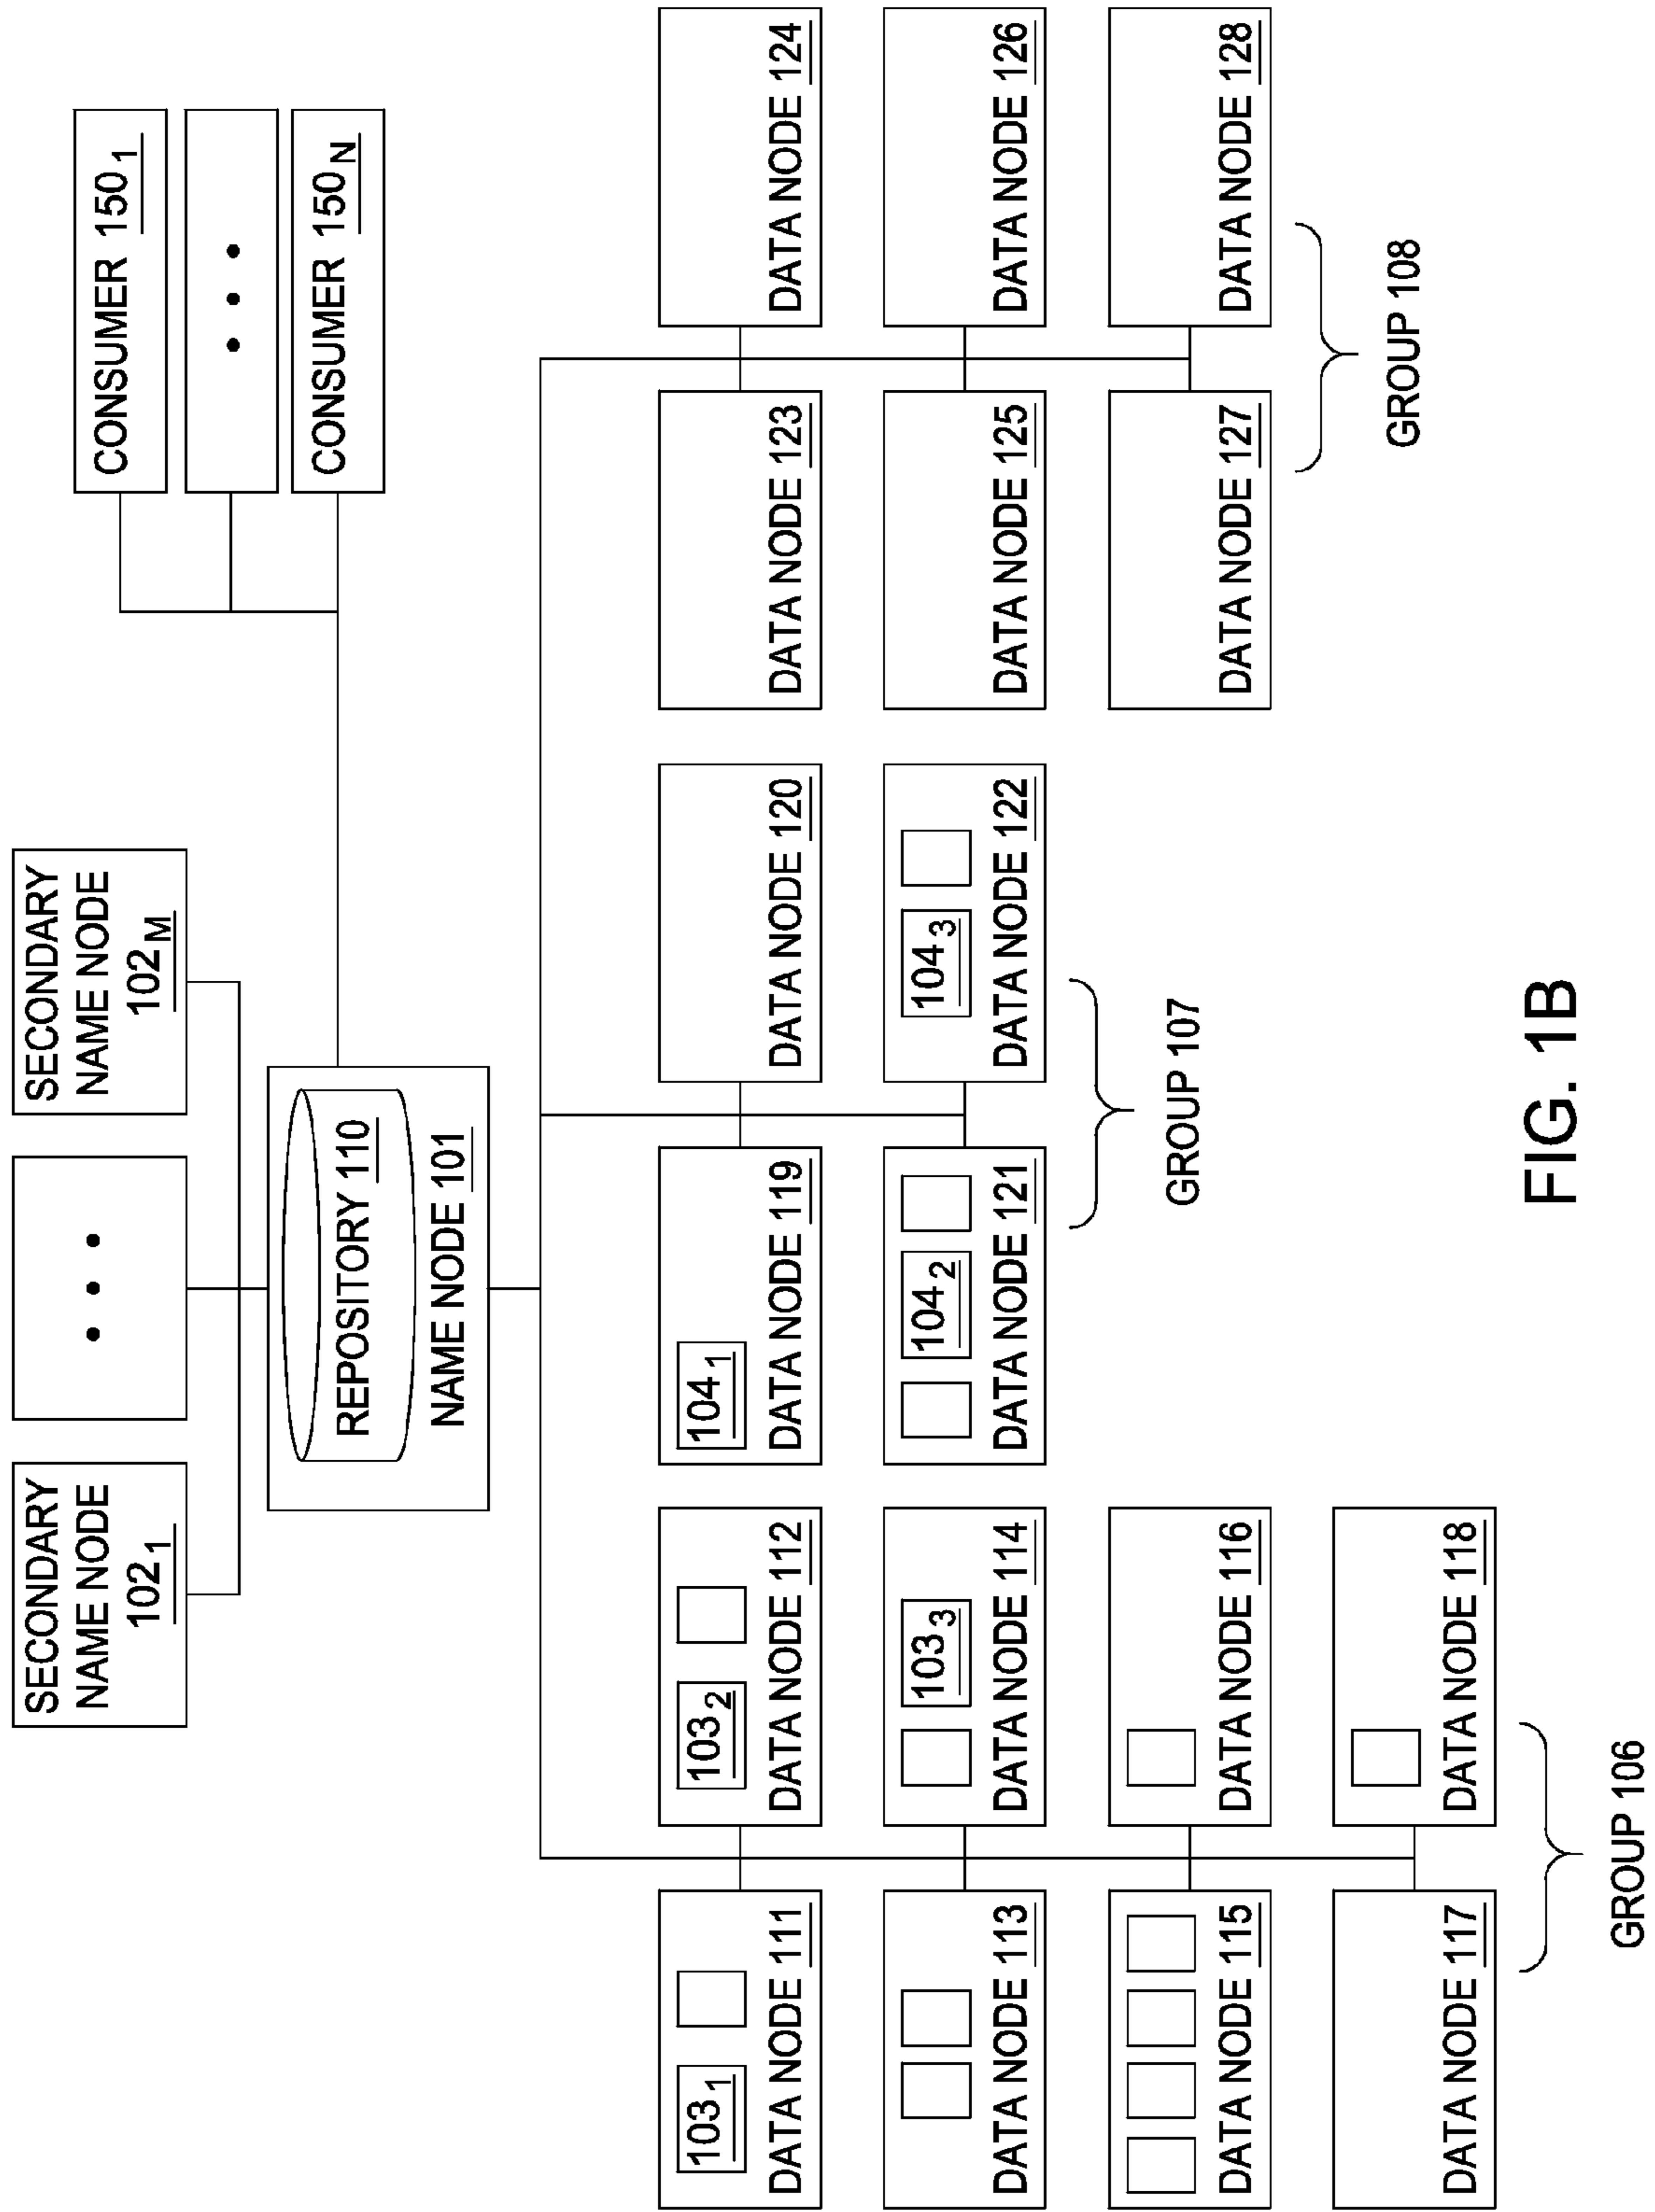 SECONDARY
NAME NODE
102₁
• • •
SECONDARY
NAME NODE
102M
CONSUMER 150₁
• • •
CONSUMER 150N
REPOSITORY 110
NAME NODE 101
103₁
DATA NODE 111
103₂
DATA NODE 112
DATA NODE 113
103₃
DATA NODE 114
DATA NODE 115
DATA NODE 116
DATA NODE 117
DATA NODE 118
GROUP 106
104₁
DATA NODE 119
DATA NODE 120
104₂
DATA NODE 121
104₃
DATA NODE 122
GROUP 107
DATA NODE 123
DATA NODE 124
DATA NODE 125
DATA NODE 126
DATA NODE 127
DATA NODE 128
GROUP 108
FIG. 1B